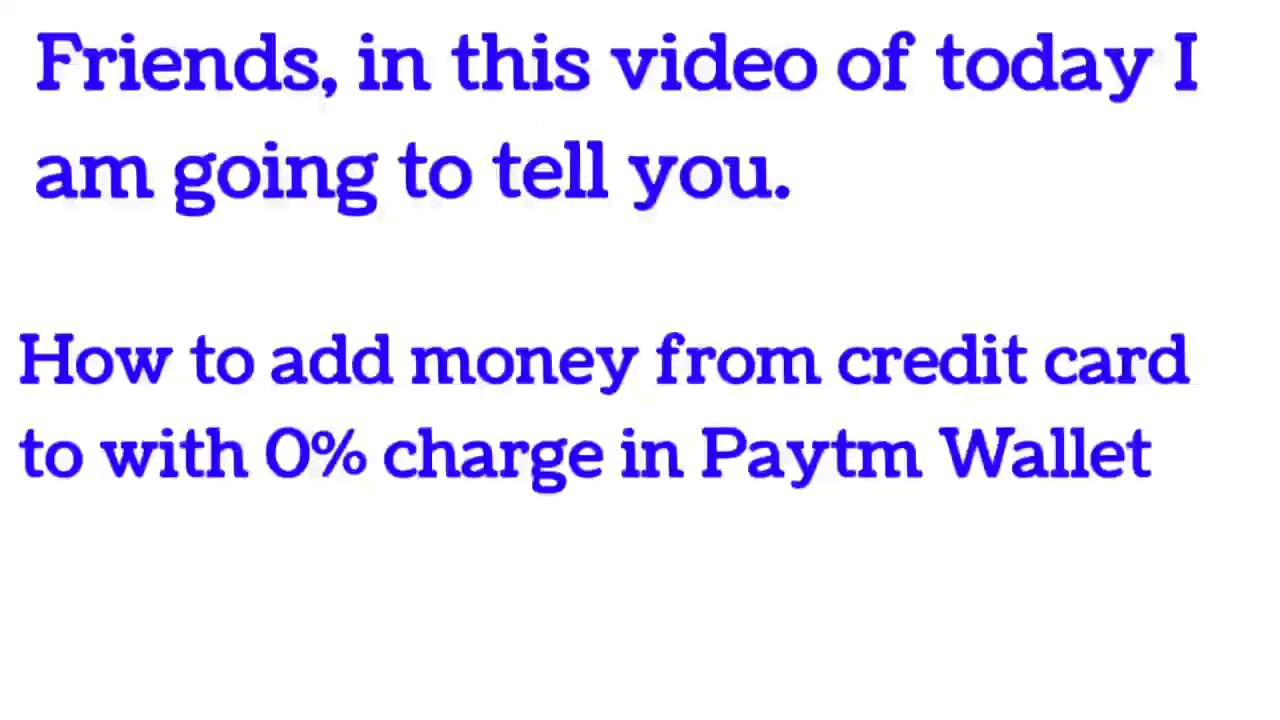 Friends, in this video of today I
am going to tell you.
How to add money from credit card
to with 0% charge in Paytm Wallet